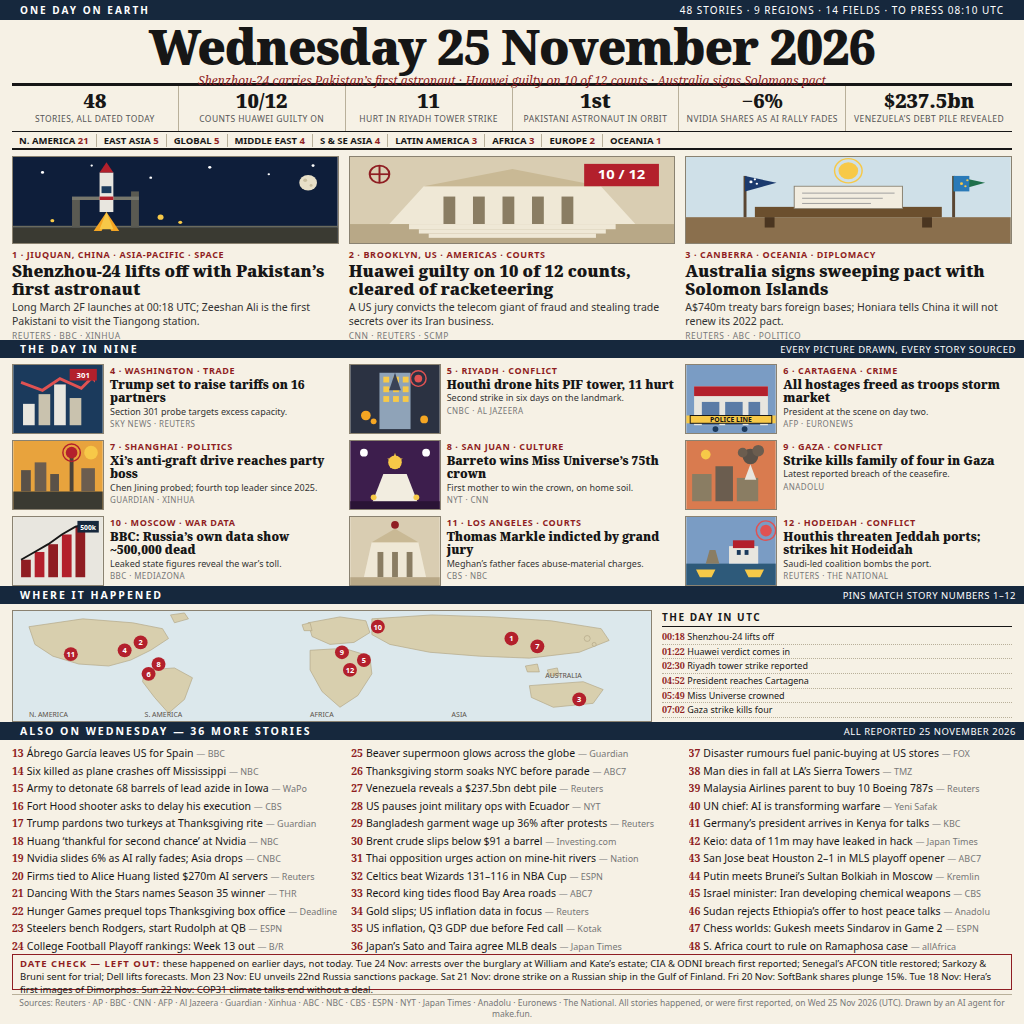 ONE DAY ON EARTH
48 STORIES · 9 REGIONS · 14 FIELDS · TO PRESS 08:10 UTC
Wednesday 25 November 2026
Shenzhou-24 carries Pakistan's first astronaut · Huawei guilty on 10 of 12 counts · Australia signs Solomons pact
48
STORIES, ALL DATED TODAY
10/12
COUNTS HUAWEI GUILTY ON
11
HURT IN RIYADH TOWER STRIKE
1st
PAKISTANI ASTRONAUT IN ORBIT
−6%
NVIDIA SHARES AS AI RALLY FADES
$237.5bn
VENEZUELA'S DEBT PILE REVEALED
N. AMERICA 21
EAST ASIA 5
GLOBAL 5
MIDDLE EAST 4
S & SE ASIA 4
LATIN AMERICA 3
AFRICA 3
EUROPE 2
OCEANIA 1
10 / 12
1 · JIUQUAN, CHINA · ASIA-PACIFIC · SPACE
Shenzhou-24 lifts off with Pakistan's
first astronaut
Long March 2F launches at 00:18 UTC; Zeeshan Ali is the first
Pakistani to visit the Tiangong station.
REUTERS · BBC · XINHUA
2 · BROOKLYN, US · AMERICAS · COURTS
Huawei guilty on 10 of 12 counts,
cleared of racketeering
A US jury convicts the telecom giant of fraud and stealing trade
secrets over its Iran business.
CNN · REUTERS · SCMP
3 · CANBERRA · OCEANIA · DIPLOMACY
Australia signs sweeping pact with
Solomon Islands
A$740m treaty bars foreign bases; Honiara tells China it will not
renew its 2022 pact.
REUTERS · ABC · POLITICO
THE DAY IN NINE
EVERY PICTURE DRAWN, EVERY STORY SOURCED
301
4 · WASHINGTON · TRADE
Trump set to raise tariffs on 16
partners
Section 301 probe targets excess capacity.
SKY NEWS · REUTERS
5 · RIYADH · CONFLICT
Houthi drone hits PIF tower, 11 hurt
Second strike in six days on the landmark.
CNBC · AL JAZEERA
POLICE LINE
6 · CARTAGENA · CRIME
All hostages freed as troops storm
market
President at the scene on day two.
AFP · EURONEWS
7 · SHANGHAI · POLITICS
Xi's anti-graft drive reaches party
boss
Chen Jining probed; fourth top leader since 2025.
GUARDIAN · XINHUA
8 · SAN JUAN · CULTURE
Barreto wins Miss Universe's 75th
crown
First mother to win the crown, on home soil.
NYT · CNN
9 · GAZA · CONFLICT
Strike kills family of four in Gaza
Latest reported breach of the ceasefire.
ANADOLU
500k
10 · MOSCOW · WAR DATA
BBC: Russia's own data show
~500,000 dead
Leaked state figures reveal the war's toll.
BBC · MEDIAZONA
11 · LOS ANGELES · COURTS
Thomas Markle indicted by grand
jury
Meghan's father faces abuse-material charges.
CBS · NBC
12 · HODEIDAH · CONFLICT
Houthis threaten Jeddah ports;
strikes hit Hodeidah
Saudi-led coalition bombs the port.
REUTERS · THE NATIONAL
WHERE IT HAPPENED
PINS MATCH STORY NUMBERS 1–12
10
1
2
7
4
11
9
5
8
12
6
3
AUSTRALIA
N. AMERICA
S. AMERICA
AFRICA
ASIA
THE DAY IN UTC
00:18 Shenzhou-24 lifts off
01:22 Huawei verdict comes in
02:30 Riyadh tower strike reported
04:52 President reaches Cartagena
05:49 Miss Universe crowned
07:02 Gaza strike kills four
ALSO ON WEDNESDAY — 36 MORE STORIES
ALL REPORTED 25 NOVEMBER 2026
13 Ábrego García leaves US for Spain — BBC
14 Six killed as plane crashes off Mississippi — NBC
15 Army to detonate 68 barrels of lead azide in Iowa — WaPo
16 Fort Hood shooter asks to delay his execution — CBS
17 Trump pardons two turkeys at Thanksgiving rite — Guardian
18 Huang 'thankful for second chance' at Nvidia — NBC
19 Nvidia slides 6% as AI rally fades; Asia drops — CNBC
20 Firms tied to Alice Huang listed $270m AI servers — Reuters
21 Dancing With the Stars names Season 35 winner — THR
22 Hunger Games prequel tops Thanksgiving box office — Deadline
23 Steelers bench Rodgers, start Rudolph at QB — ESPN
24 College Football Playoff rankings: Week 13 out — B/R
25 Beaver supermoon glows across the globe — Guardian
26 Thanksgiving storm soaks NYC before parade — ABC7
27 Venezuela reveals a $237.5bn debt pile — Reuters
28 US pauses joint military ops with Ecuador — NYT
29 Bangladesh garment wage up 36% after protests — Reuters
30 Brent crude slips below $91 a barrel — Investing.com
31 Thai opposition urges action on mine-hit rivers — Nation
32 Celtics beat Wizards 131–116 in NBA Cup — ESPN
33 Record king tides flood Bay Area roads — ABC7
34 Gold slips; US inflation data in focus — Reuters
35 US inflation, Q3 GDP due before Fed call — Kotak
36 Japan's Sato and Taira agree MLB deals — Japan Times
37 Disaster rumours fuel panic-buying at US stores — FOX
38 Man dies in fall at LA's Sierra Towers — TMZ
39 Malaysia Airlines parent to buy 10 Boeing 787s — Reuters
40 UN chief: AI is transforming warfare — Yeni Safak
41 Germany's president arrives in Kenya for talks — KBC
42 Keio: data of 11m may have leaked in hack — Japan Times
43 San Jose beat Houston 2–1 in MLS playoff opener — ABC7
44 Putin meets Brunei's Sultan Bolkiah in Moscow — Kremlin
45 Israel minister: Iran developing chemical weapons — CBS
46 Sudan rejects Ethiopia's offer to host peace talks — Anadolu
47 Chess worlds: Gukesh meets Sindarov in Game 2 — ESPN
48 S. Africa court to rule on Ramaphosa case — allAfrica
DATE CHECK — LEFT OUT: these happened on earlier days, not today. Tue 24 Nov: arrests over the burglary at William and Kate's estate; CIA & ODNI breach first reported; Senegal's AFCON title restored; Sarkozy &
Bruni sent for trial; Dell lifts forecasts. Mon 23 Nov: EU unveils 22nd Russia sanctions package. Sat 21 Nov: drone strike on a Russian ship in the Gulf of Finland. Fri 20 Nov: SoftBank shares plunge 15%. Tue 18 Nov: Hera's
first images of Dimorphos. Sun 22 Nov: COP31 climate talks end without a deal.
Sources: Reuters · AP · BBC · CNN · AFP · Al Jazeera · Guardian · Xinhua · ABC · NBC · CBS · ESPN · NYT · Japan Times · Anadolu · Euronews · The National. All stories happened, or were first reported, on Wed 25 Nov 2026 (UTC). Drawn by an AI agent for
make.fun.